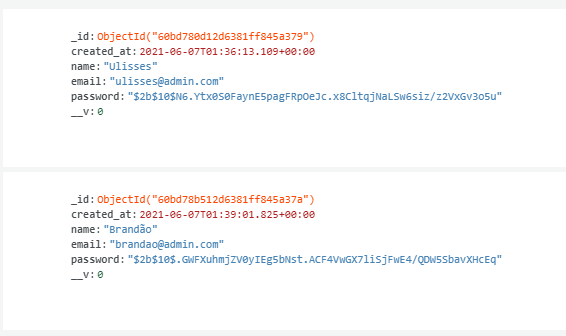 _id: ObjectId("60bd780d12d6381ff845a379")
created_at: 2021-06-07T01:36:13.109+00:00
name: "Ulisses"
email: "ulisses@admin.com"
password: "$2b$10$N6.Ytx0S0FaynE5pagFRpOeJc.x8CltqjNaLSw6siz/z2VxGv3o5u"
__v: 0
_id: ObjectId("60bd78b512d6381ff845a37a")
created_at: 2021-06-07T01:39:01.825+00:00
name: "Brandão"
email: "brandao@admin.com"
password: "$2b$10$.GWFXuhmjZV0yIEg5bNst.ACF4VwGX7liSjFwE4/QDW5SbavXHcEq"
__v: 0